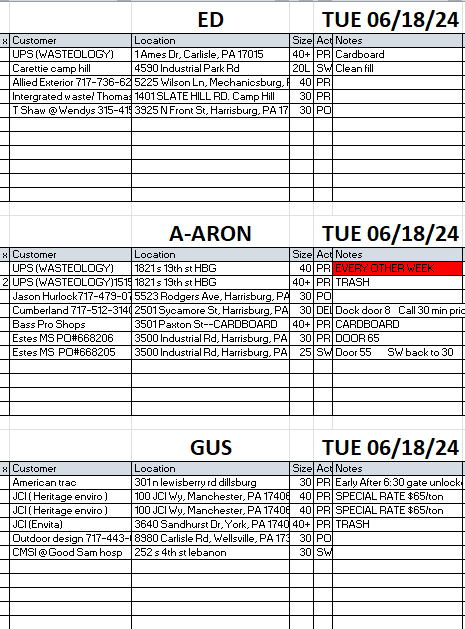 ED TUE 06/18/24
x Customer Location Size Act Notes
UPS (WASTEOLOGY) 1 Ames Dr, Carlisle, PA 17015 40+ PR Cardboard
Carettie camp hill 4590 Industrial Park Rd 20L SW Clean fill
Allied Exterior 717-736-62 5225 Wilson Ln, Mechanicsburg, P 40 PR
Intergrated waste/ Thomas 1401 SLATE HILL RD. Camp Hill 30 PR
T Shaw @ Wendys 315-415 3925 N Front St, Harrisburg, PA 17 30 PO
A-ARON TUE 06/18/24
x Customer Location Size Act Notes
UPS (WASTEOLOGY) 1821 s 19th st HBG 40 PR EVERY OTHER WEEK
2 UPS (WASTEOLOGY)1515 1821 s 19th st HBG 40+ PR TRASH
Jason Hurlock 717-479-07 5523 Rodgers Ave, Harrisburg, PA 30 PO
Cumberland 717-512-3140 2501 Sycamore St, Harrisburg, PA 30 DEL Dock door 8 Call 30 min pric
Bass Pro Shops 3501 Paxton St--CARDBOARD 40+ PR CARDBOARD
Estes MS PO#668206 3500 Industrial Rd, Harrisburg, PA 30 PR DOOR 65
Estes MS PO#668205 3500 Industrial Rd, Harrisburg, PA 25 SW Door 55 SW back to 30
GUS TUE 06/18/24
x Customer Location Size Act Notes
American trac 301 n lewisberry rd dillsburg 30 PR Early After 6:30 gate unlock
JCI ( Heritage enviro ) 100 JCI Wy, Manchester, PA 17406 40 PR SPECIAL RATE $65/ton
JCI ( Heritage enviro ) 100 JCI Wy, Manchester, PA 17406 40 PR SPECIAL RATE $65/ton
JCI (Envita) 3640 Sandhurst Dr, York, PA 1740 40+ PR TRASH
Outdoor design 717-443-( 8980 Carlisle Rd, Wellsville, PA 173 30 PO
CMSI @ Good Sam hosp 252 s 4th st lebanon 30 SW